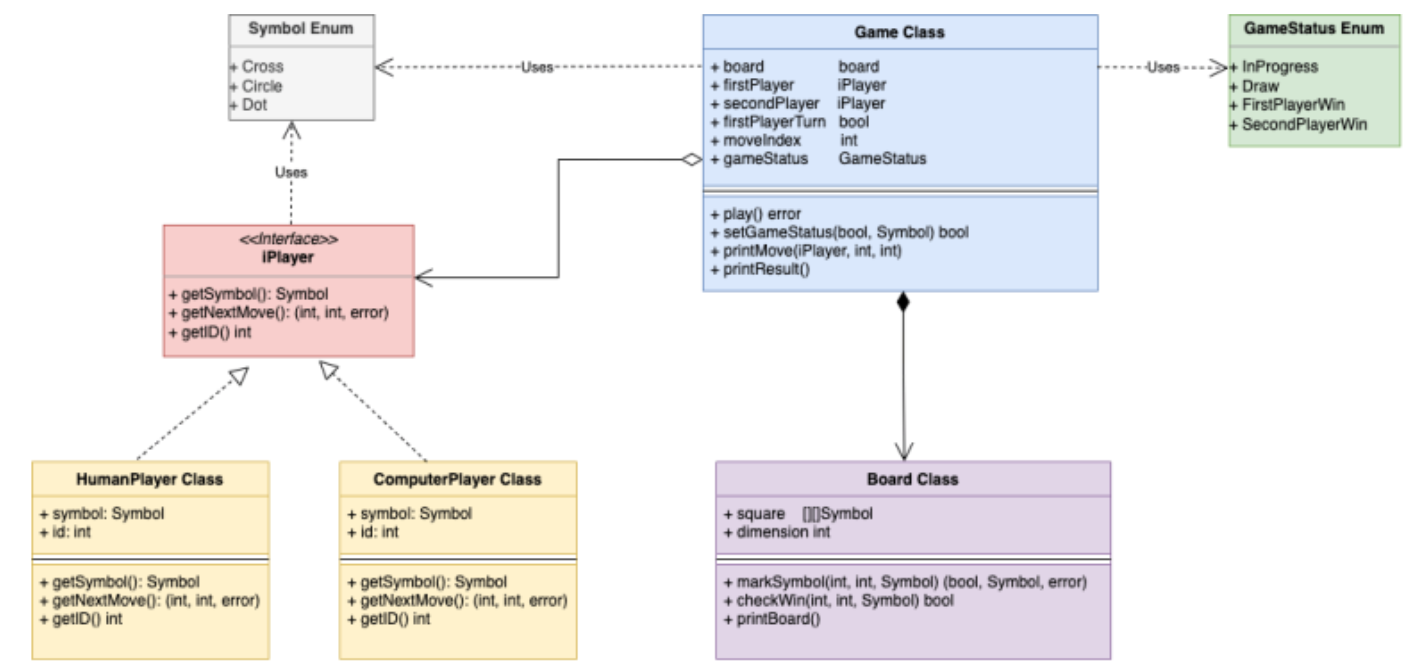 Symbol Enum
+ Cross
+ Circle
+ Dot
Uses
Game Class
+ board board
+ firstPlayer iPlayer
+ secondPlayer iPlayer
+ firstPlayerTurn bool
+ moveIndex int
+ gameStatus GameStatus
+ play() error
+ setGameStatus(bool, Symbol) bool
+ printMove(iPlayer, int, int)
+ printResult()
Uses
GameStatus Enum
+ InProgress
+ Draw
+ FirstPlayerWin
+ SecondPlayerWin
Uses
<<Interface>>
iPlayer
+ getSymbol(): Symbol
+ getNextMove(): (int, int, error)
+ getID() int
HumanPlayer Class
+ symbol: Symbol
+ id: int
+ getSymbol(): Symbol
+ getNextMove(): (int, int, error)
+ getID() int
ComputerPlayer Class
+ symbol: Symbol
+ id: int
+ getSymbol(): Symbol
+ getNextMove(): (int, int, error)
+ getID() int
Board Class
+ square [][]Symbol
+ dimension int
+ markSymbol(int, int, Symbol) (bool, Symbol, error)
+ checkWin(int, int, Symbol) bool
+ printBoard()